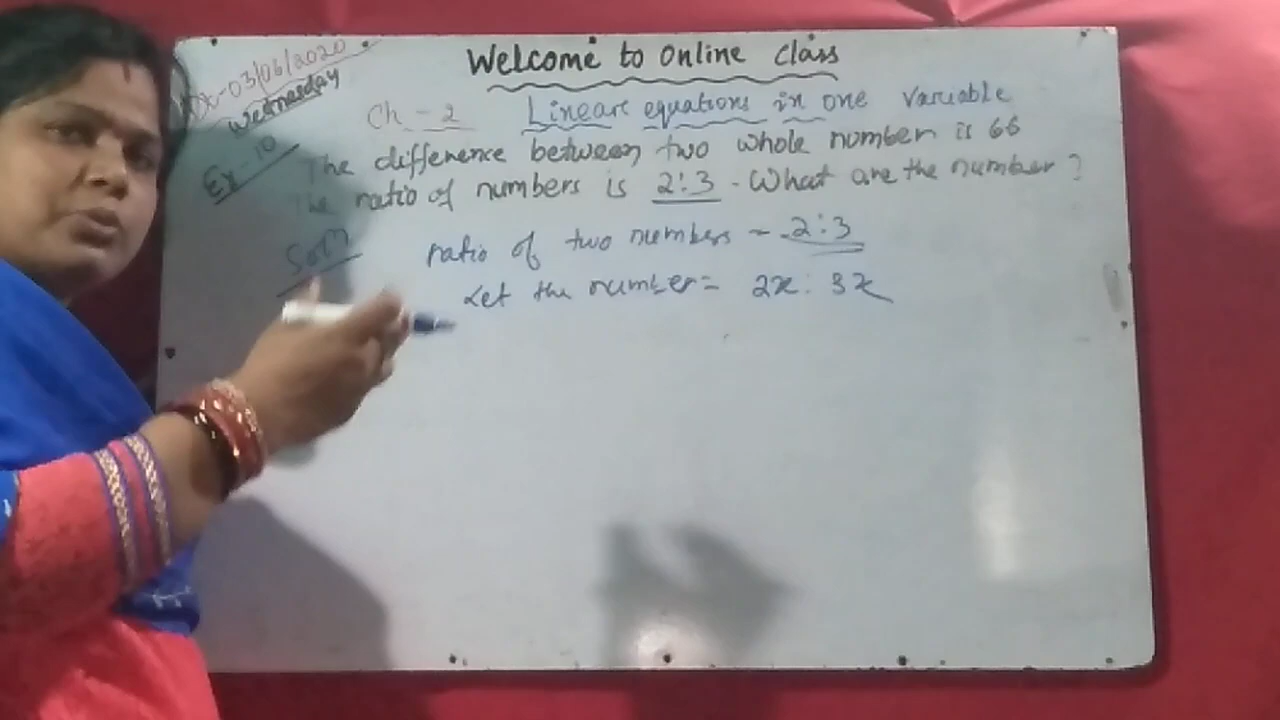 Welcome to Online Class
Dt-03/06/2020
Wednesday
Ch-2 Linear equations in one variable
Ex-10
The difference between two whole number is 66
The ratio of numbers is 2:3. What are the number?
Soln
ratio of two numbers - 2:3
Let the number= 2x: 3x